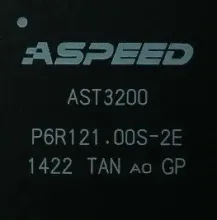 ASPEED
AST3200
P6R121.00S-2E
1422 TAN A0 GP